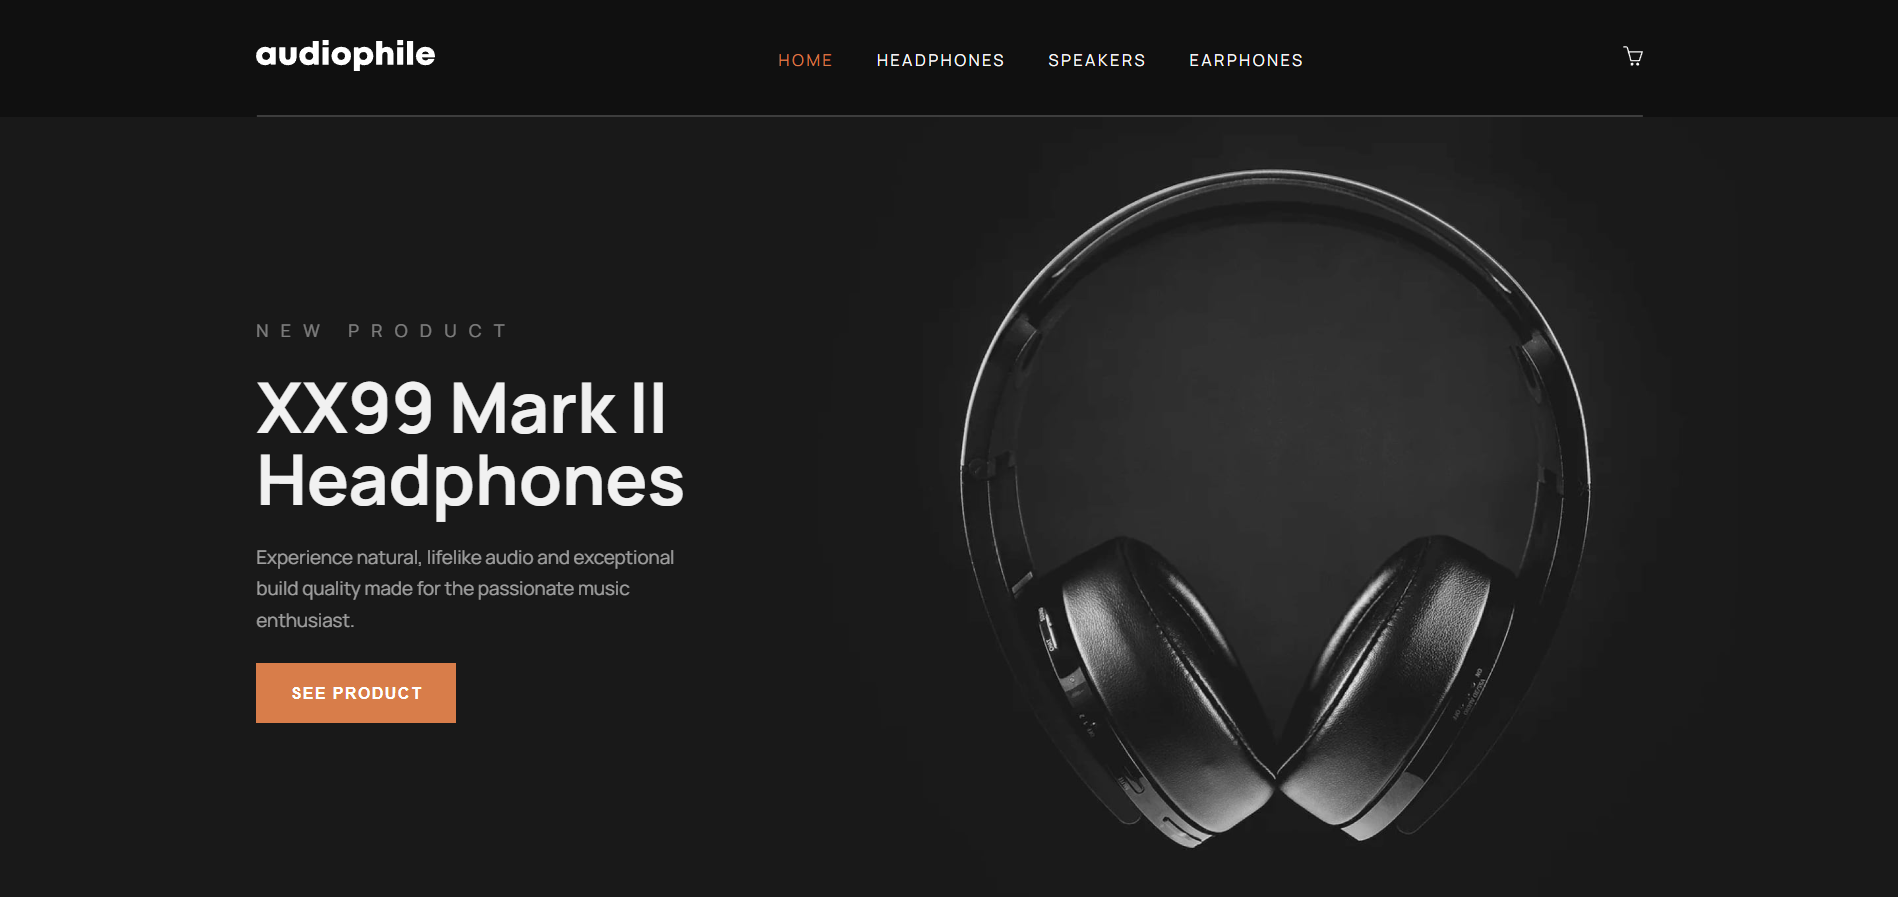 audiophile
HOME HEADPHONES SPEAKERS EARPHONES
NEW PRODUCT
XX99 Mark II
Headphones
Experience natural, lifelike audio and exceptional
build quality made for the passionate music
enthusiast.
SEE PRODUCT